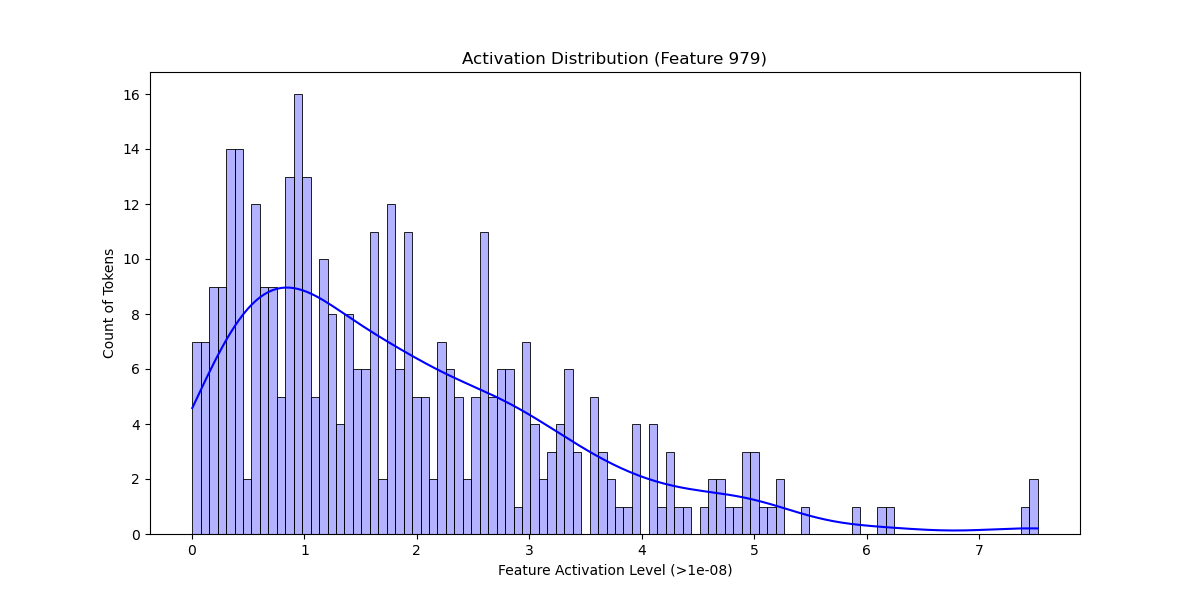 Activation Distribution (Feature 979)
16
14
12
10
8
6
4
2
0
Count of Tokens
0 1 2 3 4 5 6 7
Feature Activation Level (>1e-08)